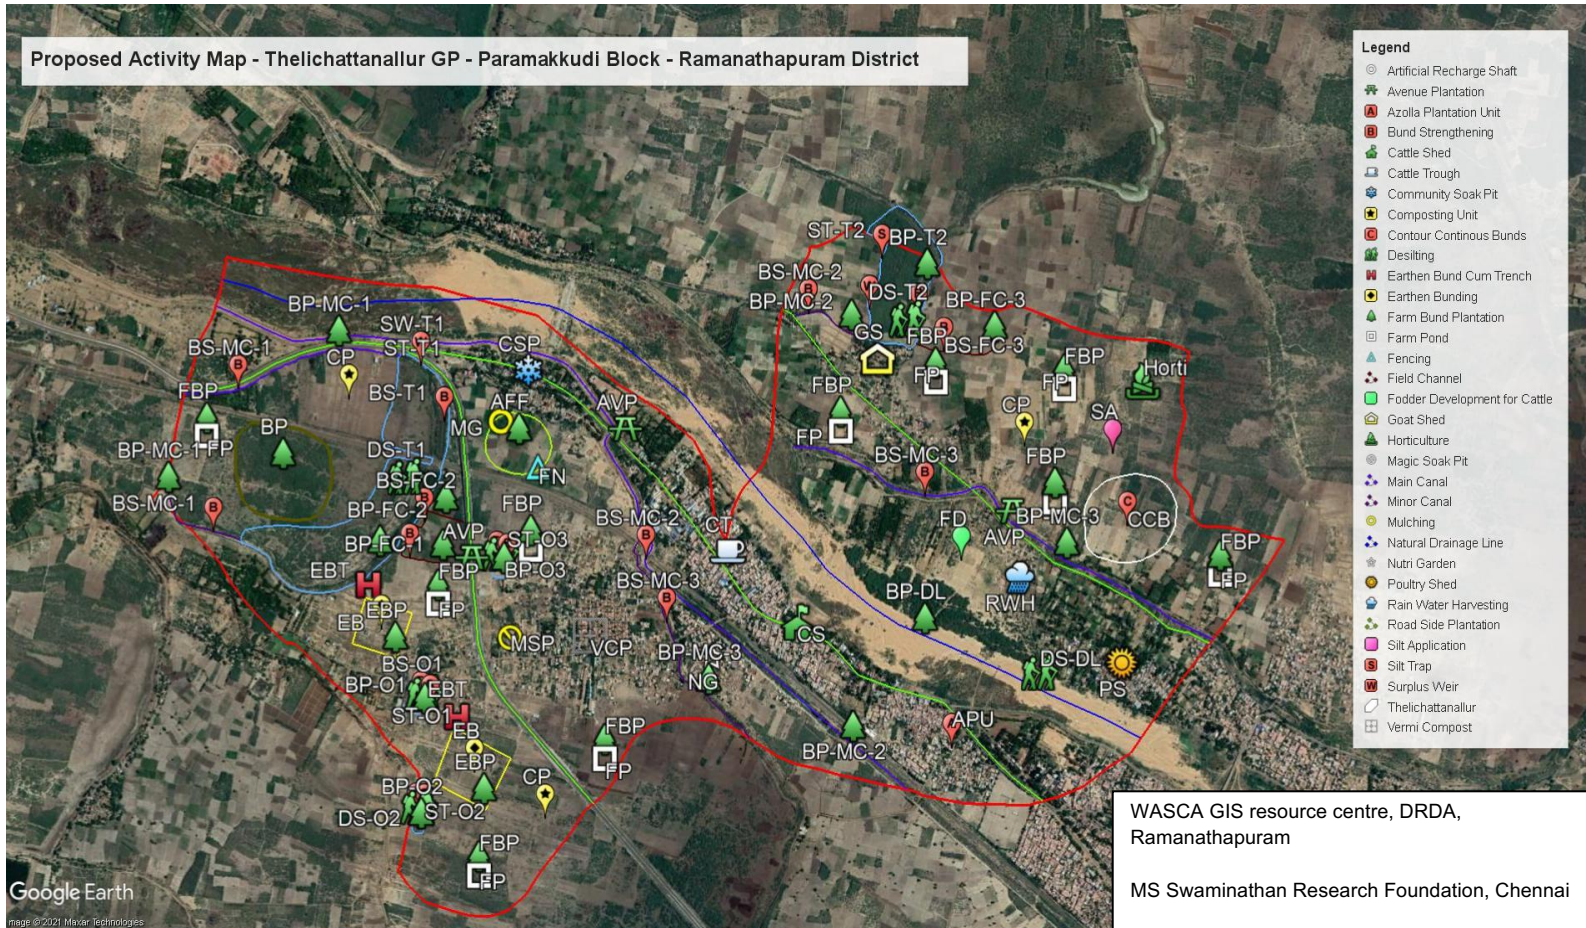 Proposed Activity Map - Thelichattanallur GP - Paramakkudi Block - Ramanathapuram District
Legend
Artificial Recharge Shaft
Avenue Plantation
A Azolla Plantation Unit
B Bund Strengthening
Cattle Shed
Cattle Trough
Community Soak Pit
Composting Unit
C Contour Continous Bunds
Desilting
H Earthen Bund Cum Trench
Earthen Bunding
Farm Bund Plantation
Farm Pond
Fencing
Field Channel
Fodder Development for Cattle
Goat Shed
Horticulture
Magic Soak Pit
Main Canal
Minor Canal
Mulching
Natural Drainage Line
Nutri Garden
Poultry Shed
Rain Water Harvesting
Road Side Plantation
Silt Application
S Silt Trap
W Surplus Weir
Thelichattanallur
Vermi Compost
ST-T2 S BP-T2
BS-MC-2
BP-MC-2
DS-T2
BP-FC-3
GS
FBP
B
BS-FC-3
FBP
FP
FBP
FP
Horti
FBP
FP
CP
SA
BS-MC-3
B
FBP
C
CCB
FD
AVP
BP-MC-3
FBP
FP
RWH
BP-DL
DS-DL
PS
BP-MC-1
SW-T1
ST-T1
BS-MC-1
B
CP
CSP
BS-T1
B
FBP
FP
BP
MG
AFF
AVP
BP-MC-1
DS-T1
FN
BS-MC-1
B
BS-FC-2
B
BP-FC-2
FBP
BS-MC-2
B
CT
BP-FC-1
B
AVP
ST-O3
BP-O3
EBT
H
FBP
FP
BS-MC-3
B
EBP
EB
MSP
VCP
CS
BP-MC-3
NG
BS-O1
BP-O1
EBT
ST-O1
H
EB
EBP
FBP
FP
BP-MC-2
APU
BP-O2
DS-O2
ST-O2
CP
FBP
FP
WASCA GIS resource centre, DRDA,
Ramanathapuram
MS Swaminathan Research Foundation, Chennai
Google Earth
mage © 2021 Maxar Technologies